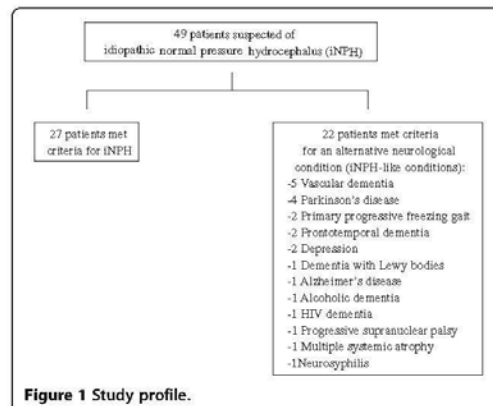 49 patients suspected of
idiopathic normal pressure hydrocephalus (iNPH)
27 patients met
criteria for iNPH
22 patients met criteria
for an alternative neurological
condition (iNPH-like conditions):
-5 Vascular dementia
-4 Parkinson's disease
-2 Primary progressive freezing gait
-2 Prontotemporal dementia
-2 Depression
-1 Dementia with Lewy bodies
-1 Alzheimer's disease
-1 Alcoholic dementia
-1 HIV dementia
-1 Progressive supranuclear palsy
-1 Multiple systemic atrophy
-1Neurosyphilis
Figure 1 Study profile.